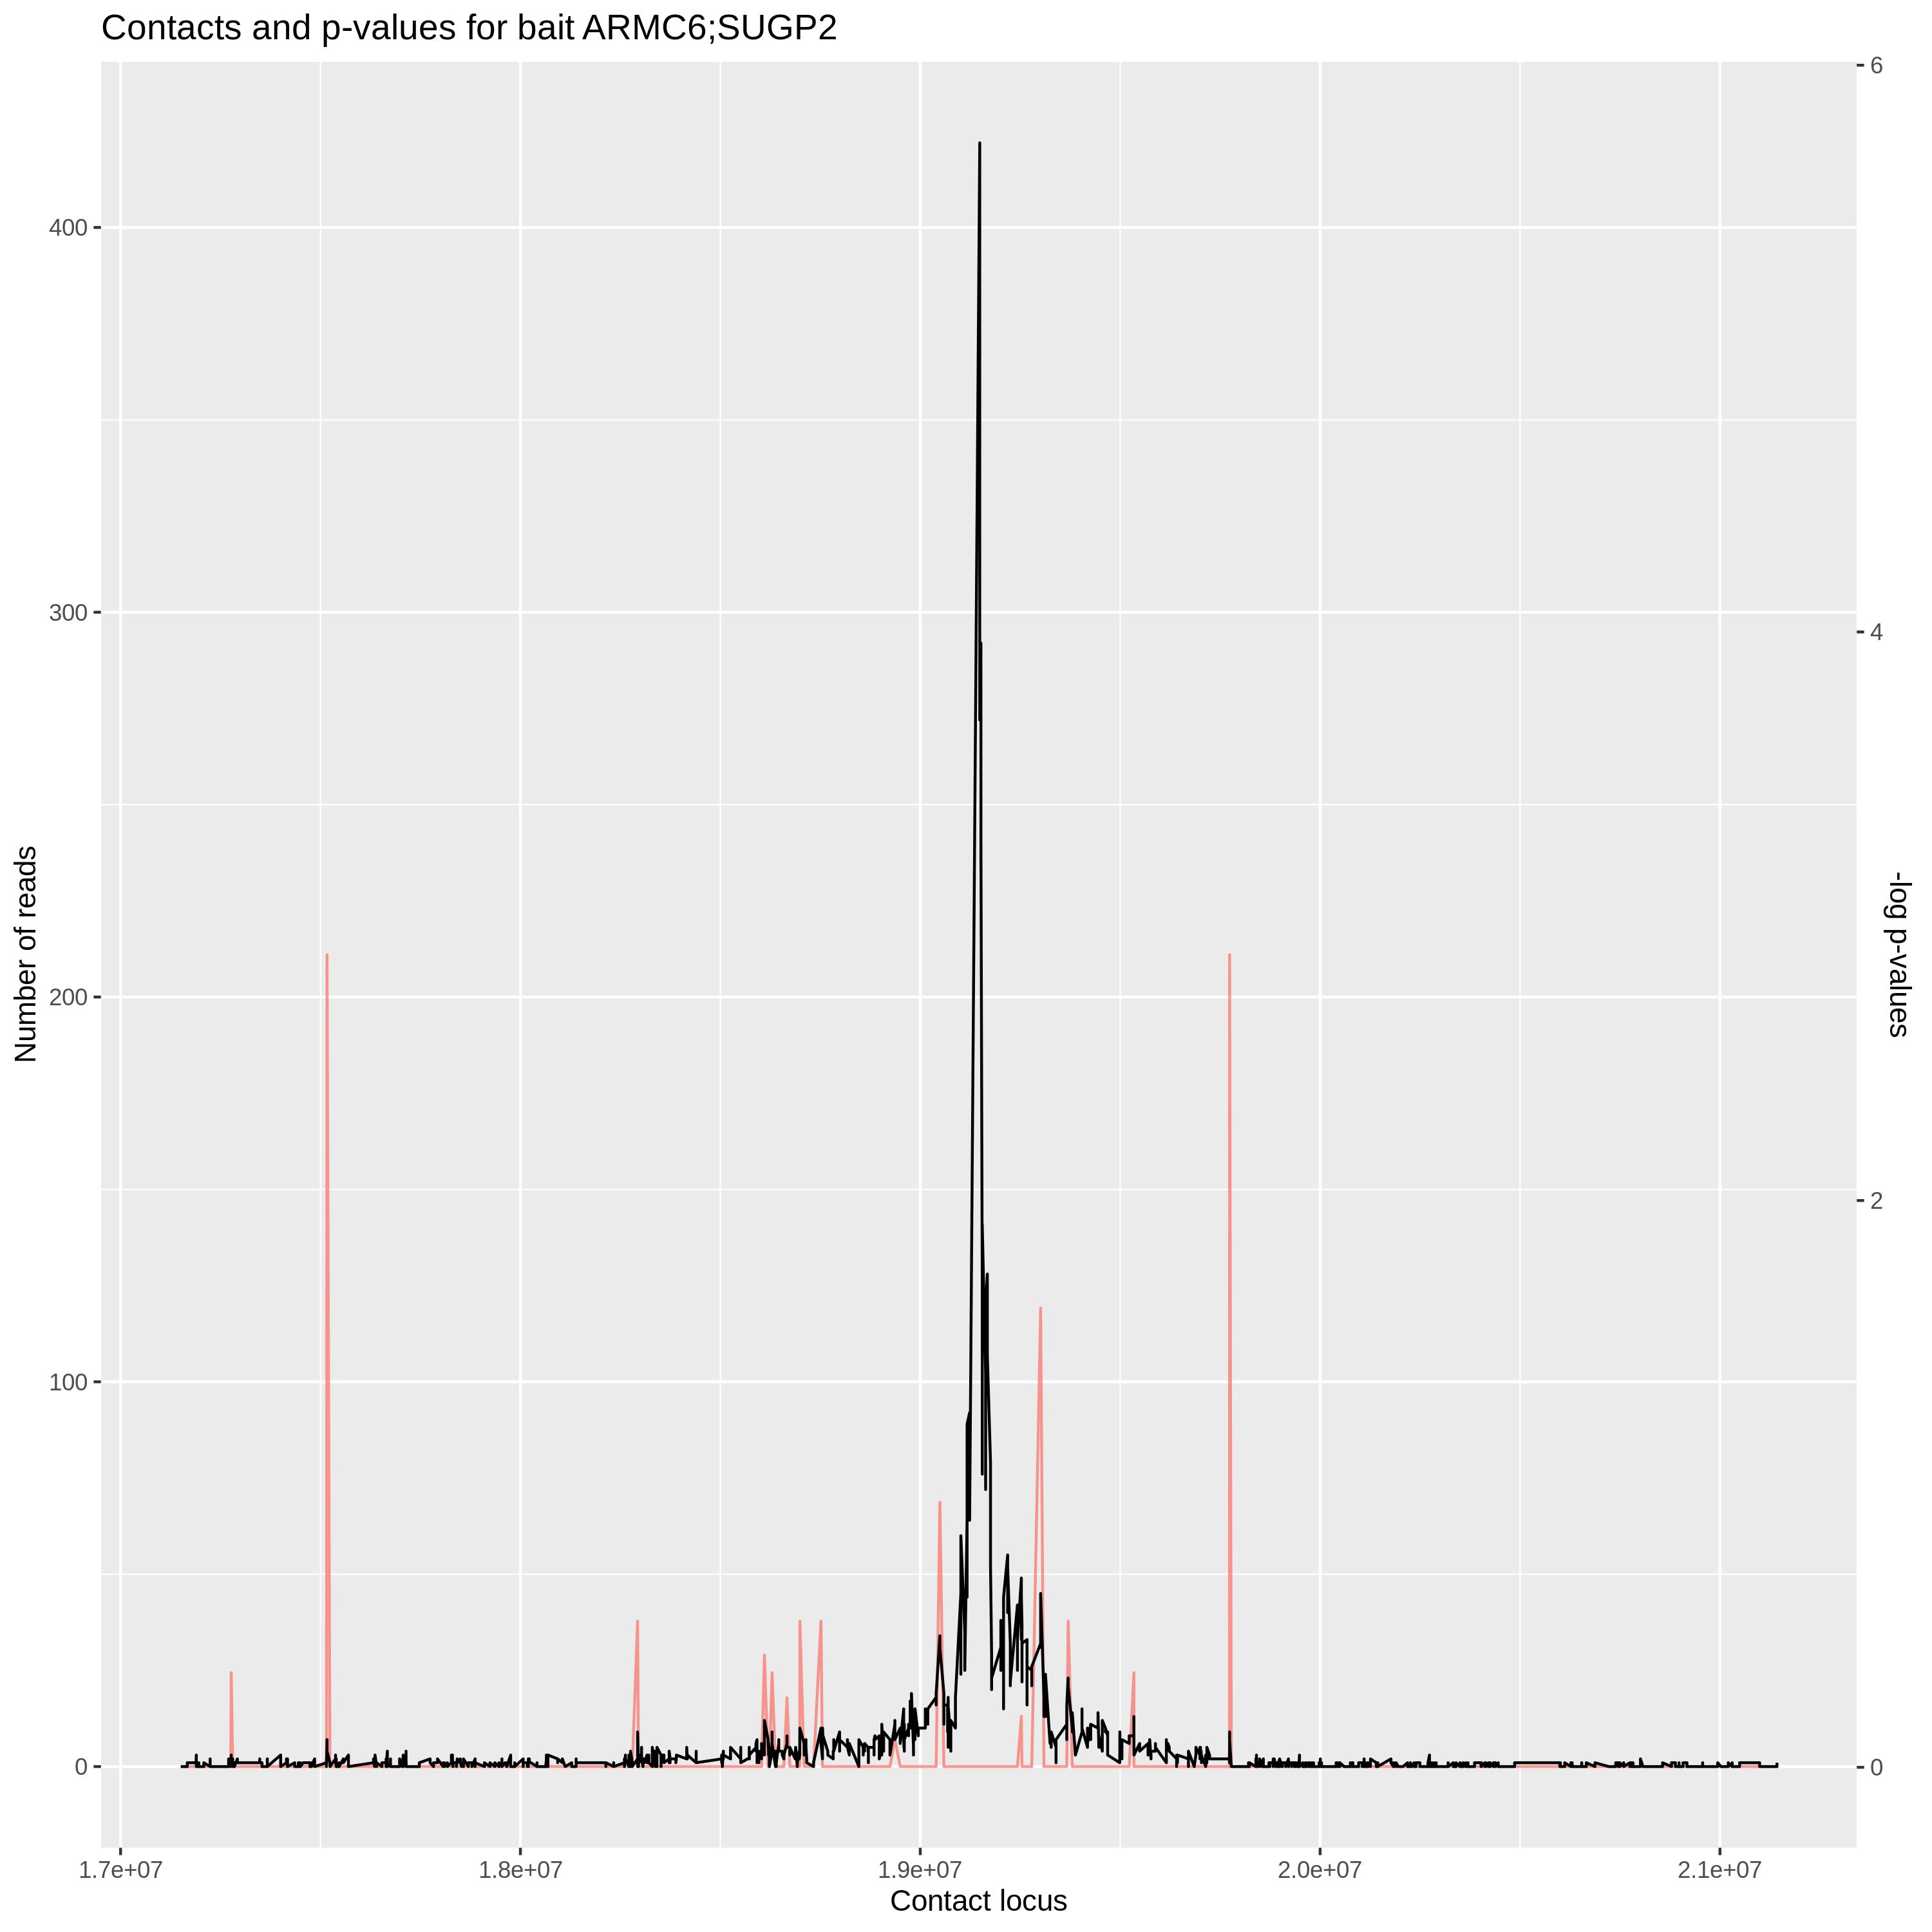 Contacts and p-values for bait ARMC6;SUGP2
6
400
300
4
Number of reads
-log p-values
200
2
100
0
0
1.7e+07
1.8e+07
1.9e+07
2.0e+07
2.1e+07
Contact locus